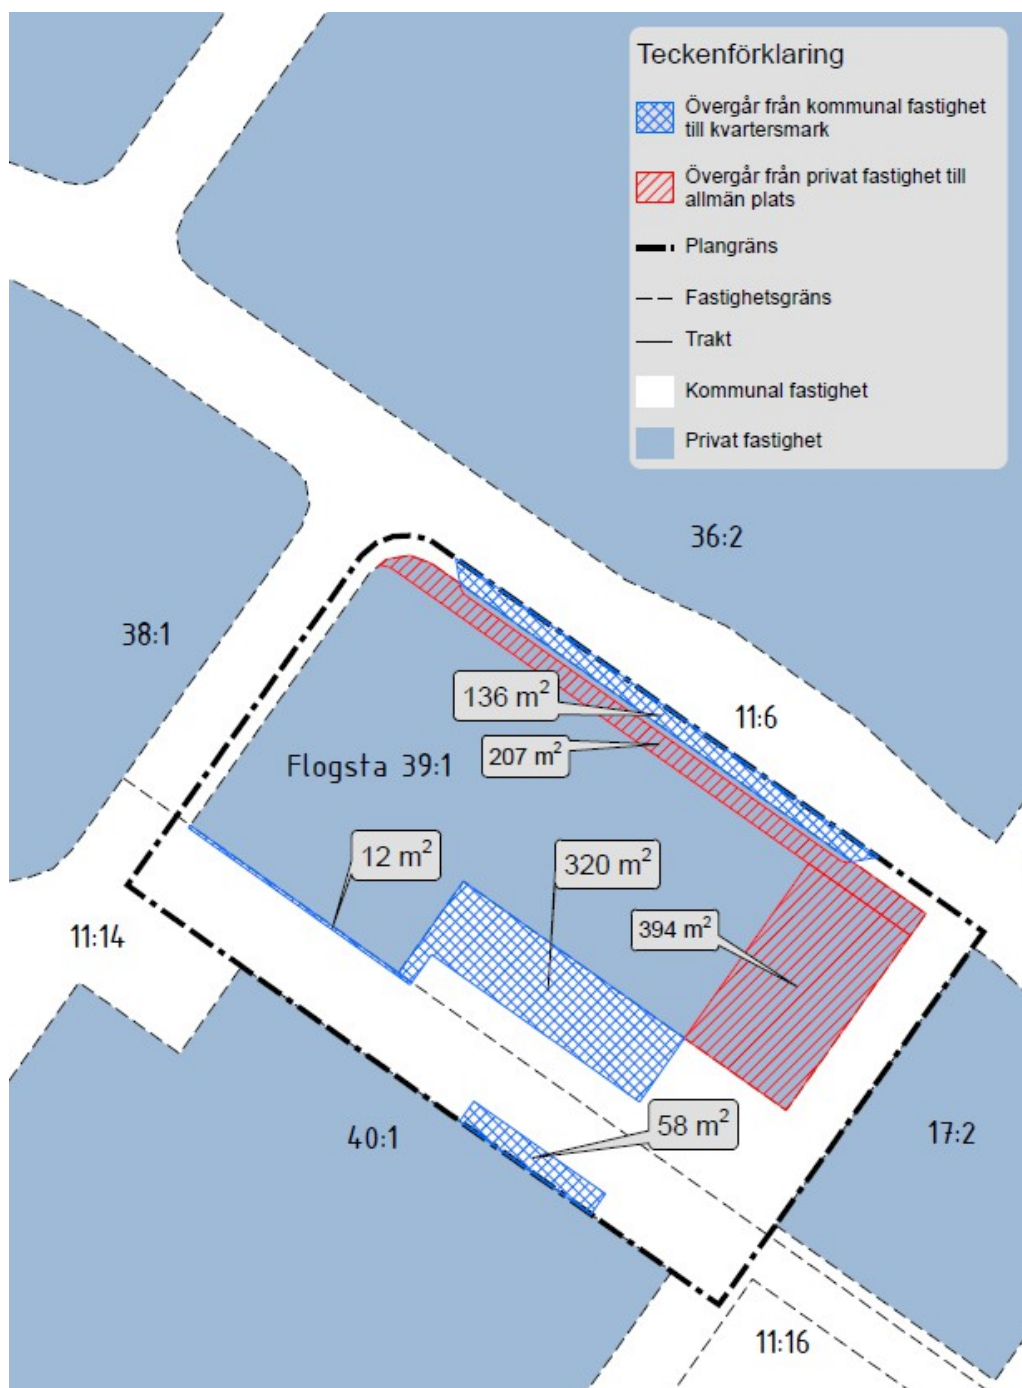 Teckenförklaring
Övergår från kommunal fastighet
till kvartersmark
Övergår från privat fastighet till
allmän plats
Plangräns
Fastighetsgräns
Trakt
Kommunal fastighet
Privat fastighet
36:2
38:1
136 m²
11:6
207 m²
Flogsta 39:1
12 m²
320 m²
394 m²
11:14
58 m²
40:1
17:2
11:16